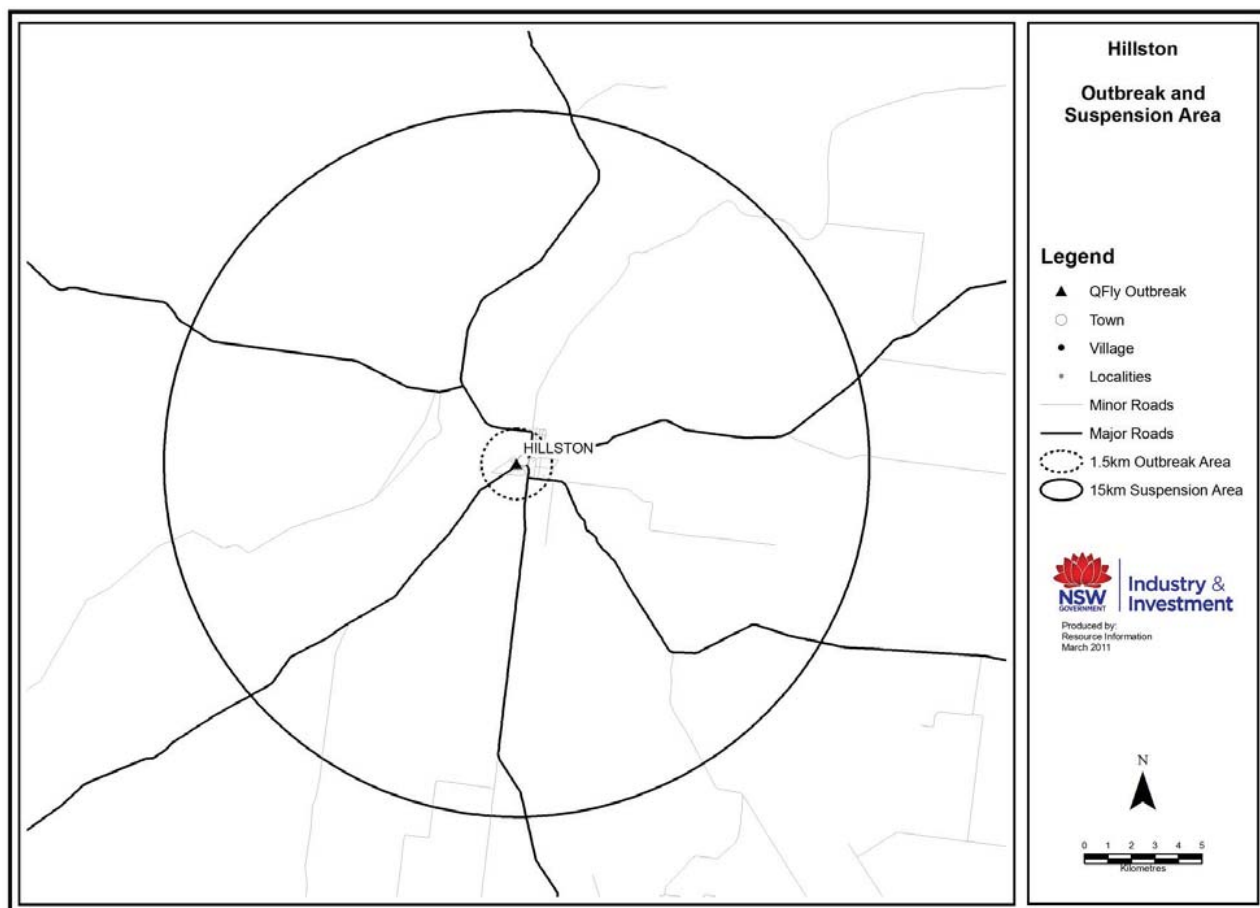 HILLSTON
Hillston
Outbreak and
Suspension Area
Legend
QFly Outbreak
Town
Village
Localities
Minor Roads
Major Roads
1.5km Outbreak Area
15km Suspension Area
NSW
GOVERNMENT
Industry &
Investment
Produced by:
Resource Information
March 2011
N
0 1 2 3 4 5
Kilometres